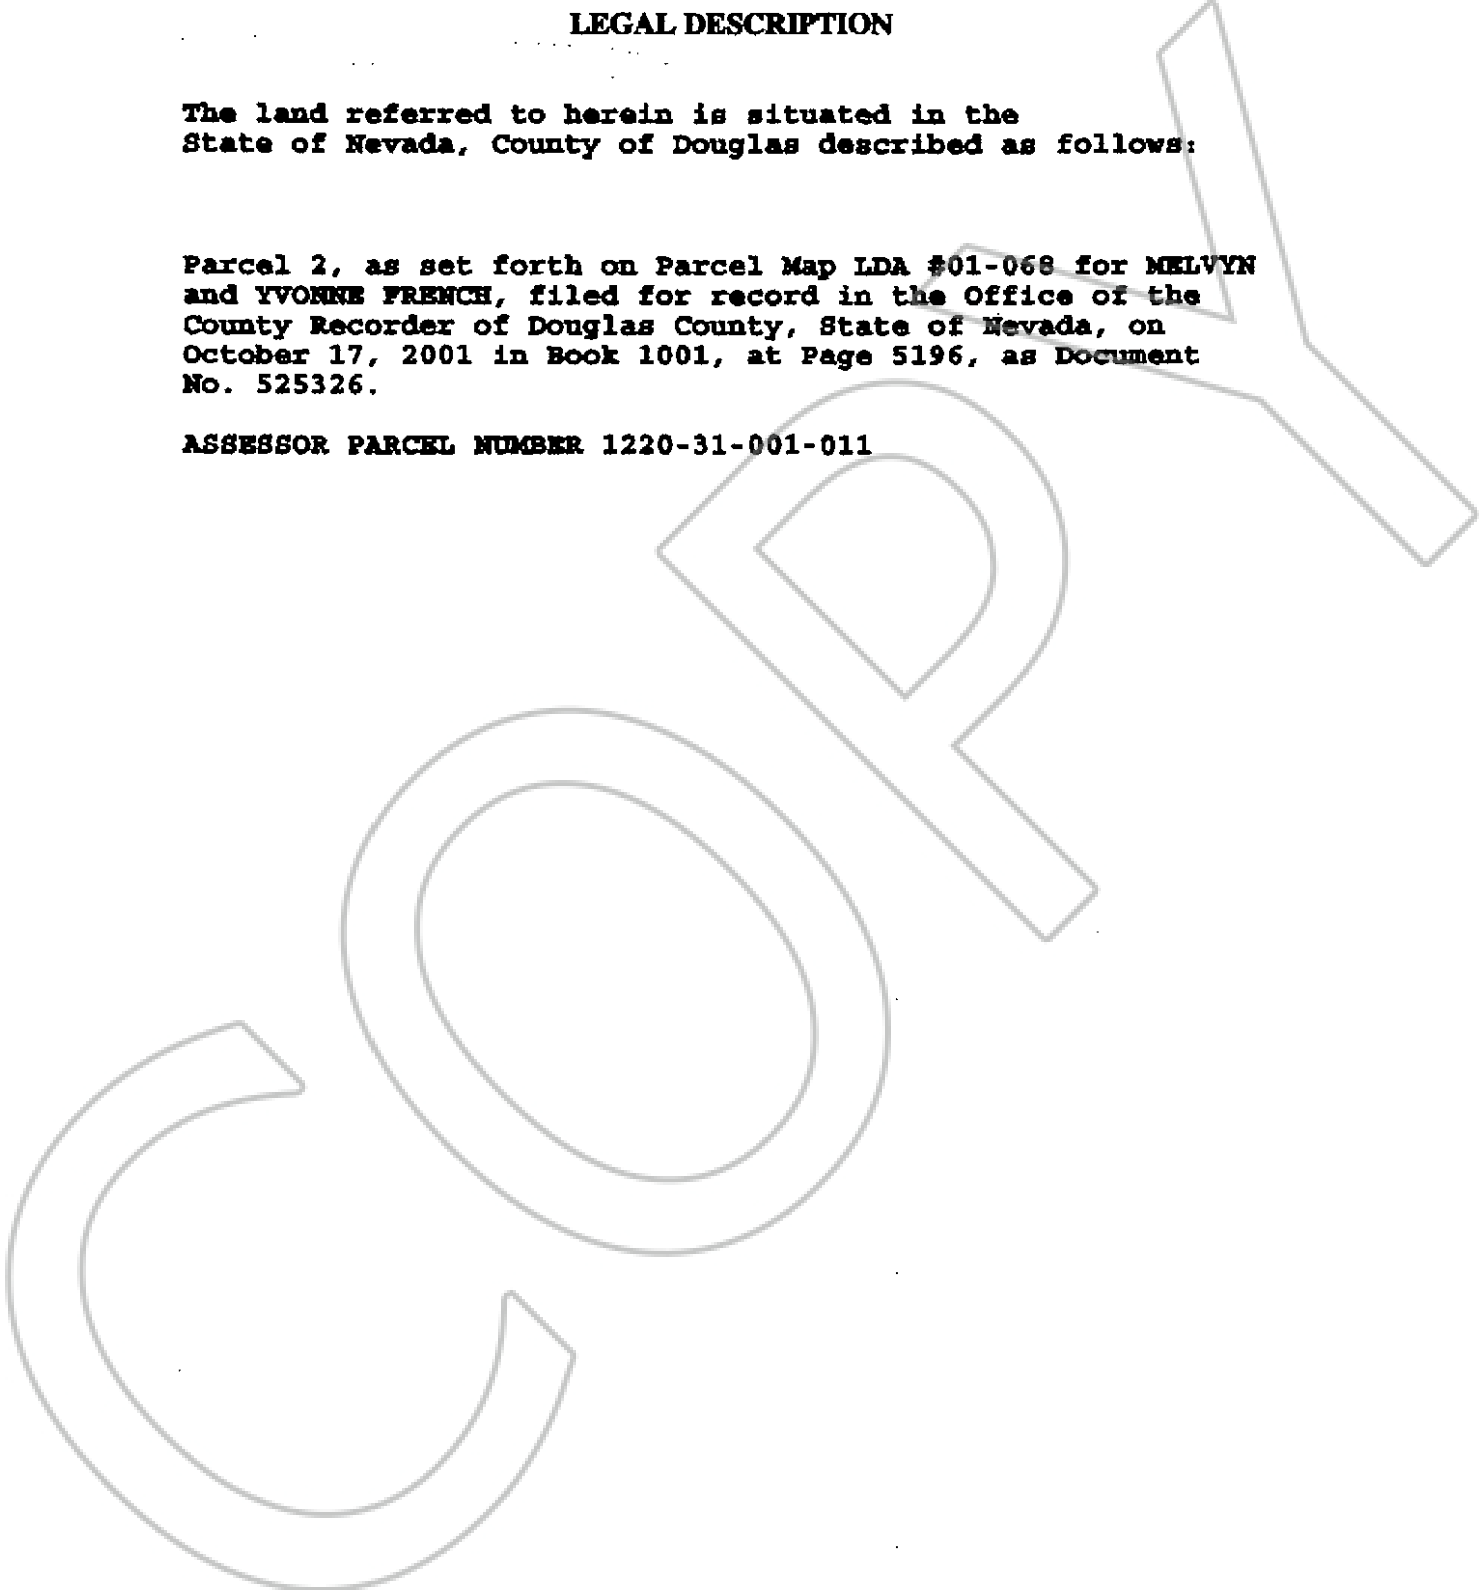 LEGAL DESCRIPTION
The land referred to herein is situated in the
State of Nevada, County of Douglas described as follows:
Parcel 2, as set forth on Parcel Map LDA #01-068 for MELVYN
and YVONNE FRENCH, filed for record in the Office of the
County Recorder of Douglas County, State of Nevada, on
October 17, 2001 in Book 1001, at Page 5196, as Document
No. 525326.
ASSESSOR PARCEL NUMBER 1220-31-001-011
COPY